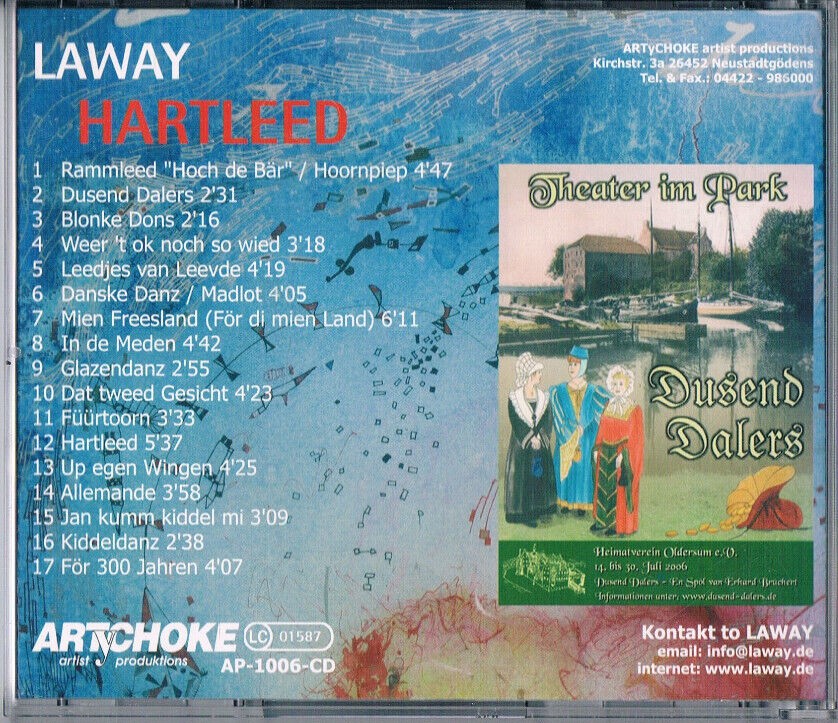 LAWAY
HARTLEED
ARTyCHOKE artist productions
Kirchstr. 3a 26452 Neustadtgödens
Tel. & Fax.: 04422 - 986000
1 Rammleed "Hoch de Bär" / Hoornpiep 4'47
2 Dusend Dalers 2'31
3 Blonke Dons 2'16
4 Weer 't ok noch so wied 3'18
5 Leedjes van Leevde 4'19
6 Danske Danz / Madlot 4'05
7 Mien Freesland (För di mien Land) 6'11
8 In de Meden 4'42
9 Glazendanz 2'55
10 Dat tweed Gesicht 4'23
11 Füürtoorn 3'33
12 Hartleed 5'37
13 Up egen Wingen 4'25
14 Allemande 3'58
15 Jan kumm kiddel mi 3'09
16 Kiddeldanz 2'38
17 För 300 Jahren 4'07
Theater im Park
Dusend
Dalers
Heimatverein Oldersum e.V.
14. bis 30. Juli 2006
Dusend Dalers - En Spöl van Erhard Brüchert
Informationen unter: www.dusend-dalers.de
ARTyCHOKE
artist produktions
LC 01587
AP-1006-CD
Kontakt to LAWAY
email: info@laway.de
internet: www.laway.de